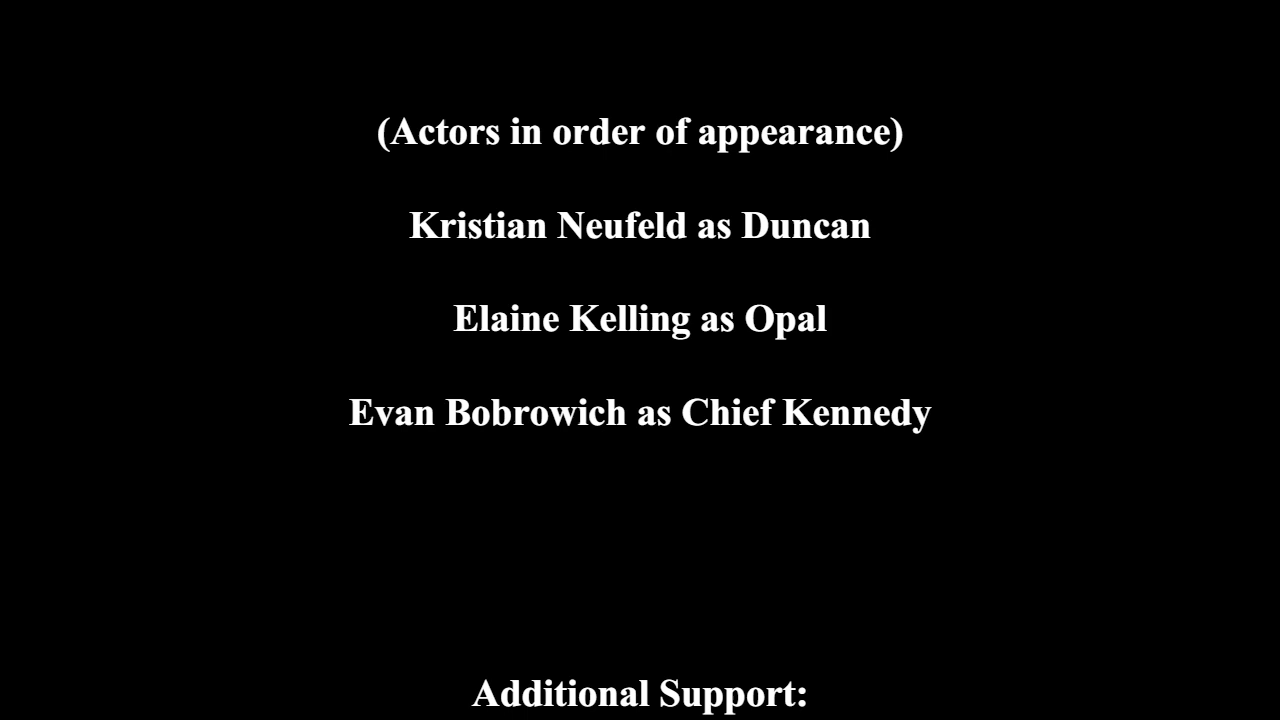 (Actors in order of appearance)
Kristian Neufeld as Duncan
Elaine Kelling as Opal
Evan Bobrowich as Chief Kennedy
Additional Support: